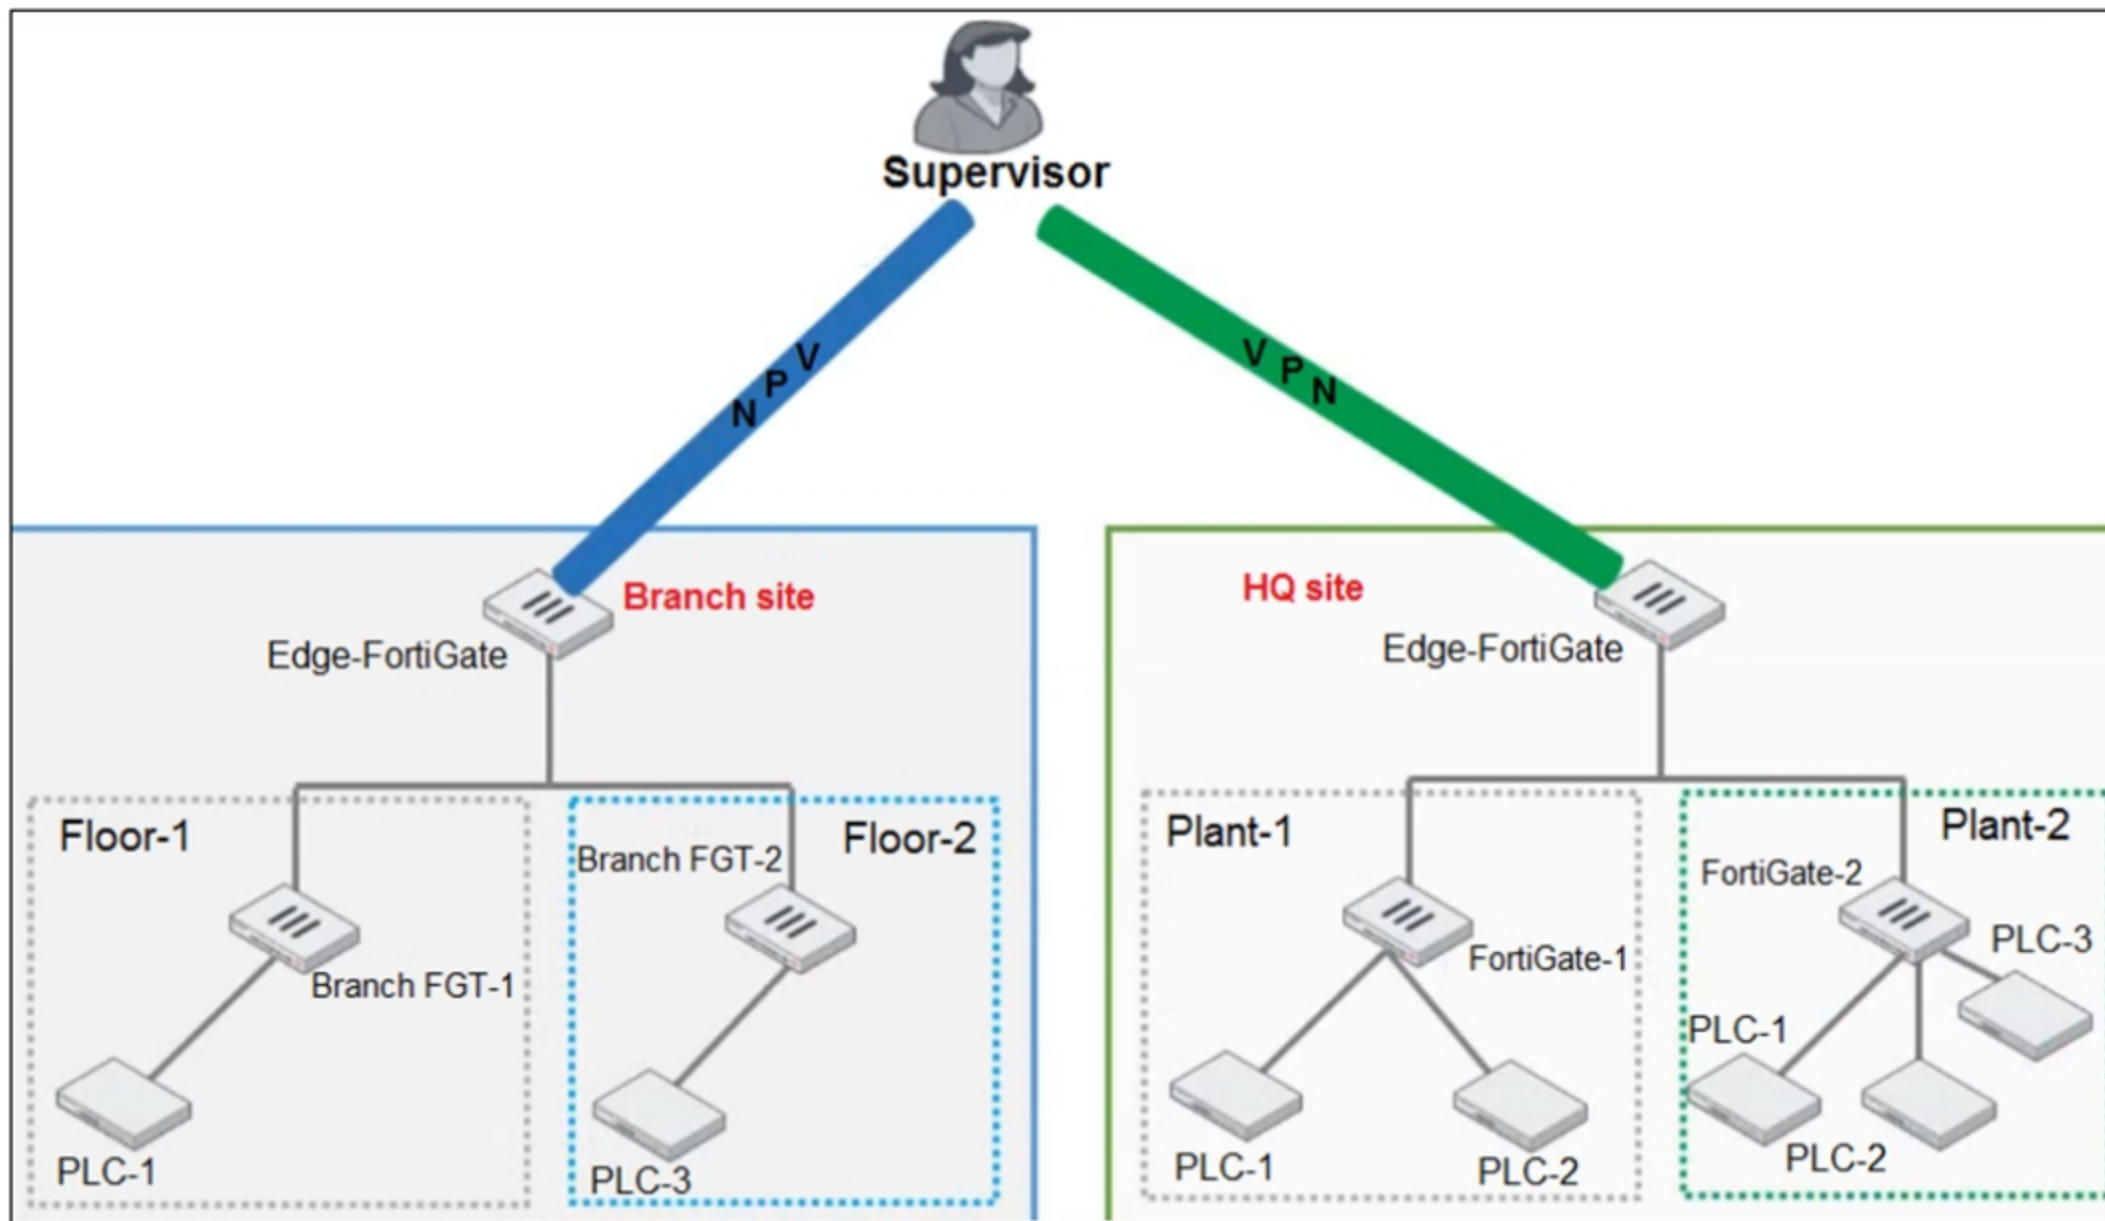 Supervisor
VPN
VPN
Branch site
HQ site
Edge-FortiGate
Edge-FortiGate
Floor-1
Branch FGT-2
Floor-2
Plant-1
Plant-2
FortiGate-2
Branch FGT-1
FortiGate-1
PLC-3
PLC-1
PLC-1
PLC-3
PLC-1
PLC-2
PLC-2